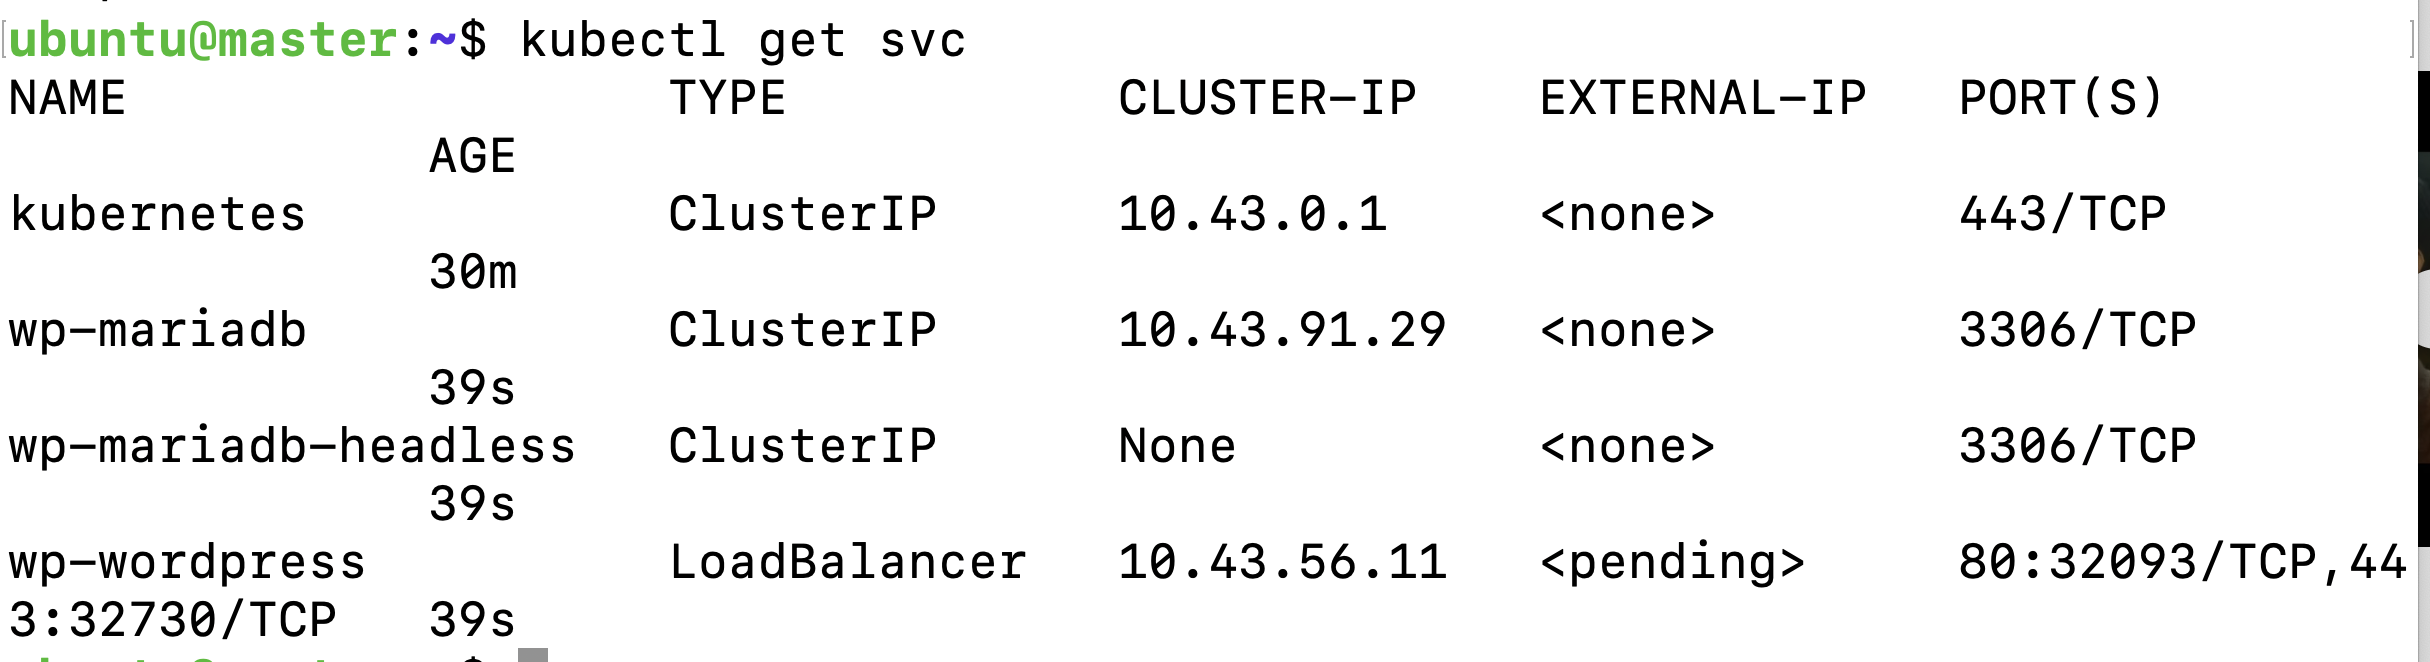 ubuntu@master:~$ kubectl get svc
NAME TYPE CLUSTER-IP EXTERNAL-IP PORT(S)
AGE
kubernetes ClusterIP 10.43.0.1 <none> 443/TCP
30m
wp-mariadb ClusterIP 10.43.91.29 <none> 3306/TCP
39s
wp-mariadb-headless ClusterIP None <none> 3306/TCP
39s
wp-wordpress LoadBalancer 10.43.56.11 <pending> 80:32093/TCP,44
3:32730/TCP 39s